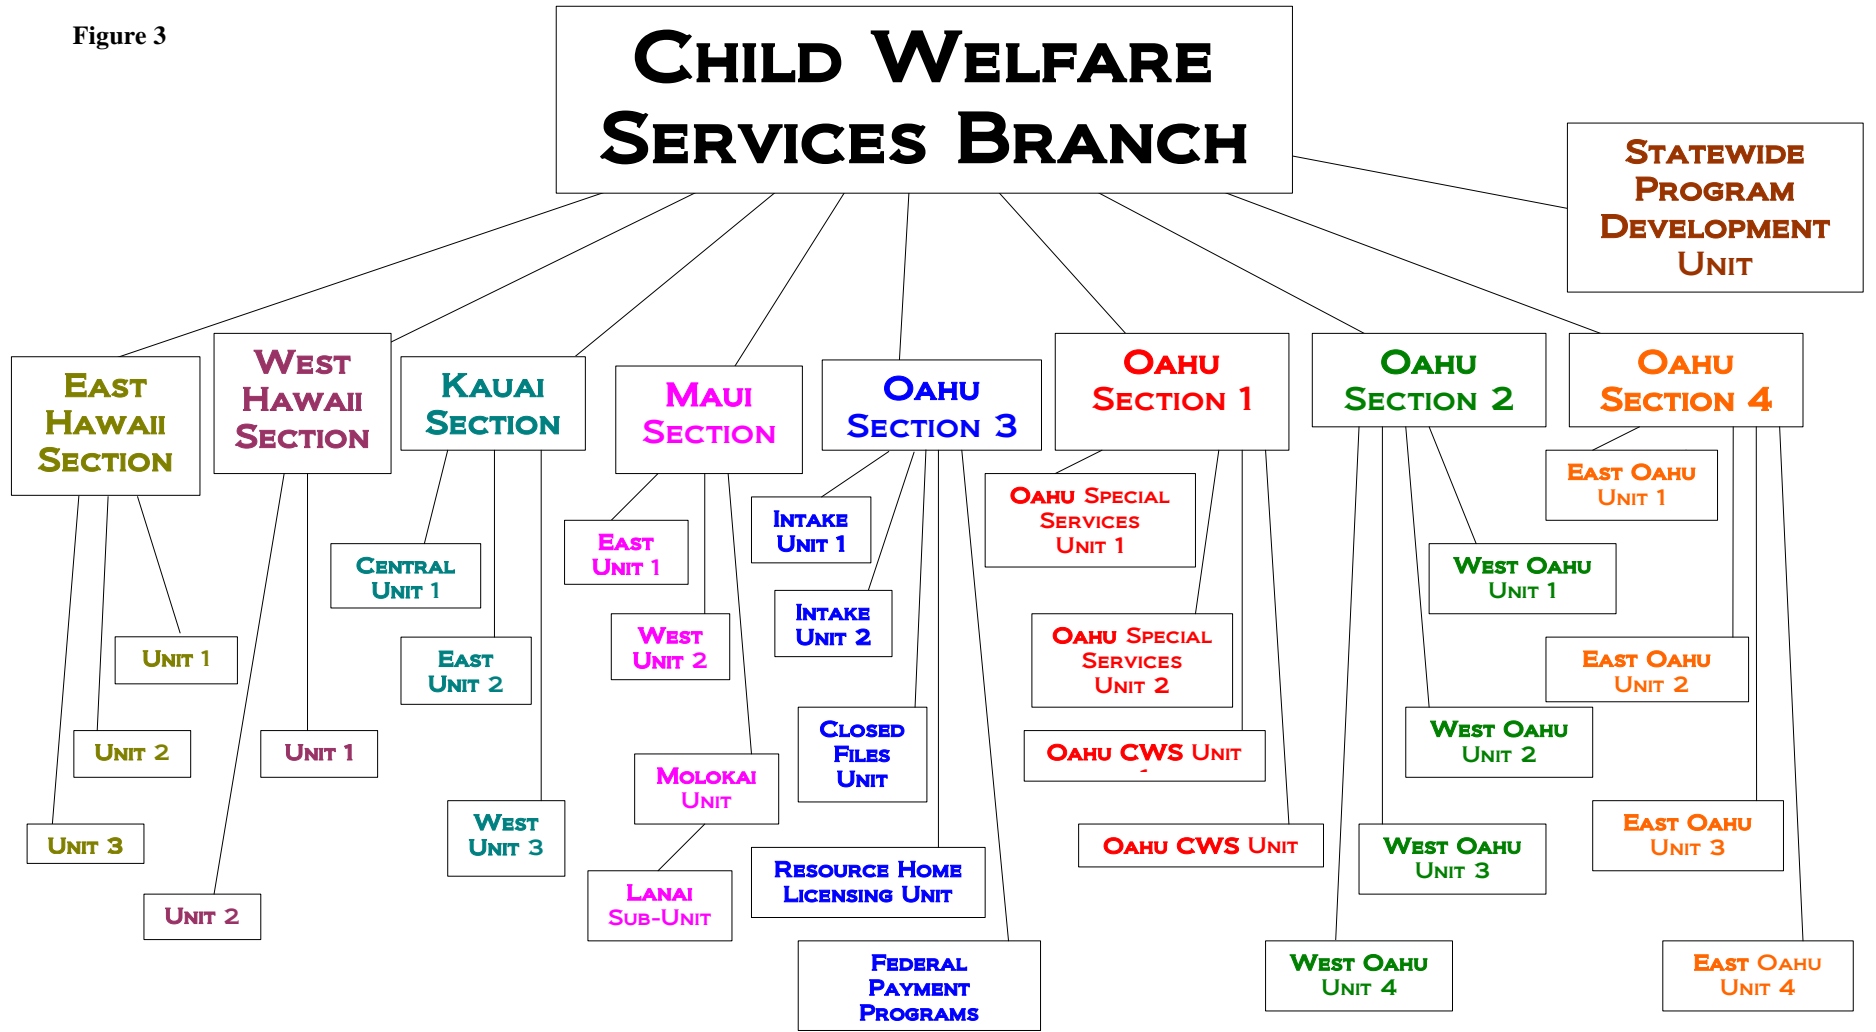 Figure 3
CHILD WELFARE
SERVICES BRANCH
STATEWIDE
PROGRAM
DEVELOPMENT
UNIT
EAST
HAWAII
SECTION
UNIT 1
UNIT 2
UNIT 3
WEST
HAWAII
SECTION
UNIT 1
UNIT 2
KAUAI
SECTION
CENTRAL
UNIT 1
EAST
UNIT 2
WEST
UNIT 3
MAUI
SECTION
EAST
UNIT 1
WEST
UNIT 2
MOLOKAI
UNIT
LANAI
SUB-UNIT
OAHU
SECTION 3
INTAKE
UNIT 1
INTAKE
UNIT 2
CLOSED
FILES
UNIT
RESOURCE HOME
LICENSING UNIT
FEDERAL
PAYMENT
PROGRAMS
OAHU
SECTION 1
OAHU SPECIAL
SERVICES
UNIT 1
OAHU SPECIAL
SERVICES
UNIT 2
OAHU CWS UNIT
OAHU CWS UNIT
OAHU
SECTION 2
WEST OAHU
UNIT 1
WEST OAHU
UNIT 2
WEST OAHU
UNIT 3
WEST OAHU
UNIT 4
OAHU
SECTION 4
EAST OAHU
UNIT 1
EAST OAHU
UNIT 2
EAST OAHU
UNIT 3
EAST OAHU
UNIT 4